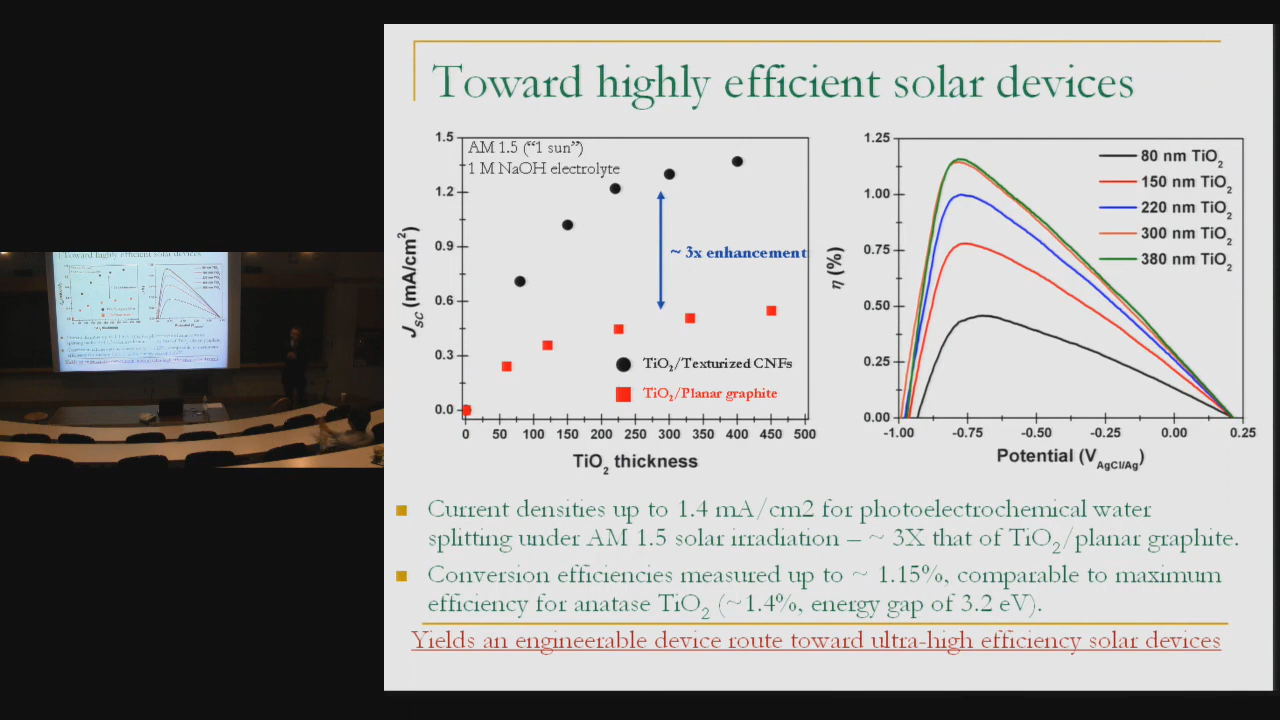 Toward highly efficient solar devices
1.5
1.2
0.9
0.6
0.3
0.0
J_SC (mA/cm²)
AM 1.5 (“1 sun”)
1 M NaOH electrolyte
~ 3x enhancement
TiO₂/Texturized CNFs
TiO₂/Planar graphite
0 50 100 150 200 250 300 350 400 450 500
TiO₂ thickness
1.25
1.00
0.75
0.50
0.25
0.00
η (%)
80 nm TiO₂
150 nm TiO₂
220 nm TiO₂
300 nm TiO₂
380 nm TiO₂
-1.00 -0.75 -0.50 -0.25 0.00 0.25
Potential (V_AgCl/Ag)
Current densities up to 1.4 mA/cm2 for photoelectrochemical water
splitting under AM 1.5 solar irradiation – ~ 3X that of TiO₂/planar graphite.
Conversion efficiencies measured up to ~ 1.15%, comparable to maximum
efficiency for anatase TiO₂ (~1.4%, energy gap of 3.2 eV).
Yields an engineerable device route toward ultra-high efficiency solar devices
Toward highly efficient solar devices